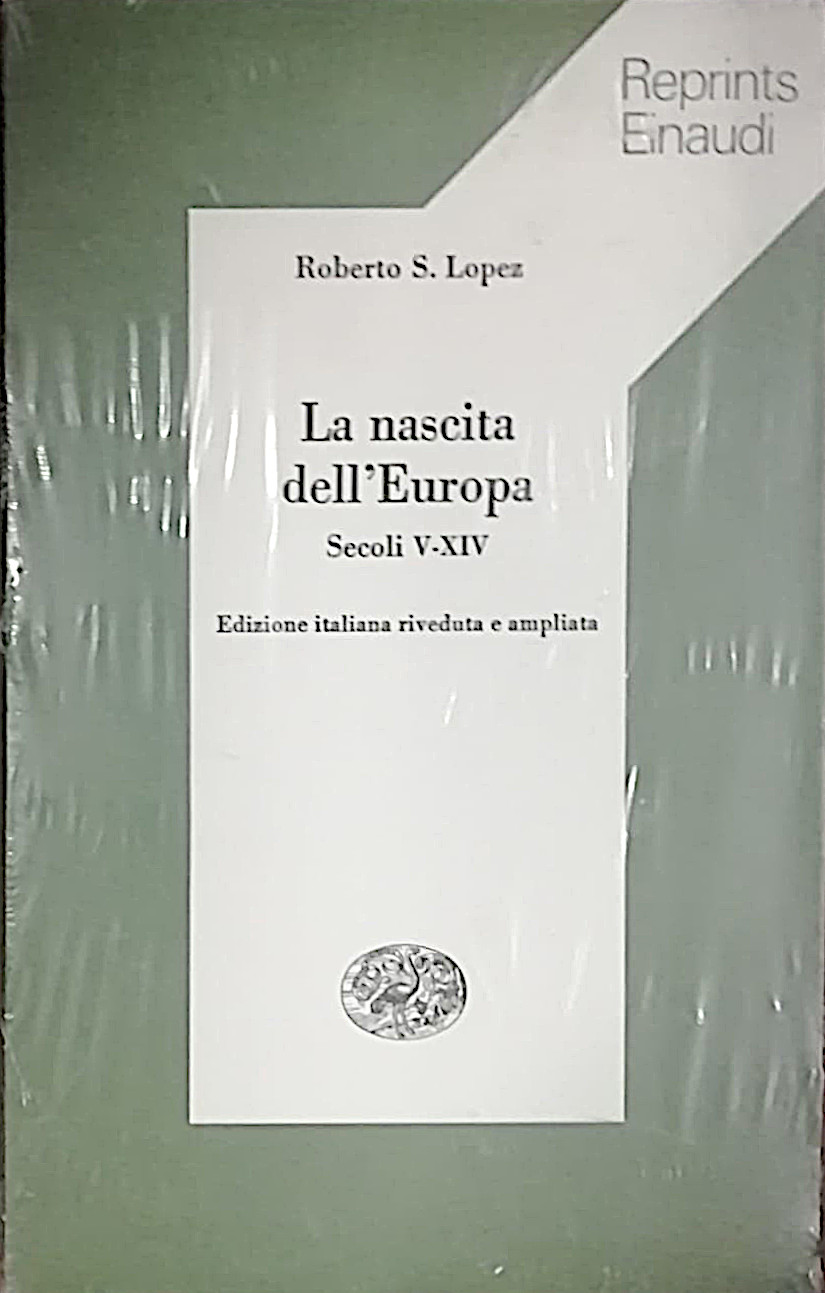 Reprints
Einaudi
Roberto S. Lopez
La nascita
dell'Europa
Secoli V-XIV
Edizione italiana riveduta e ampliata